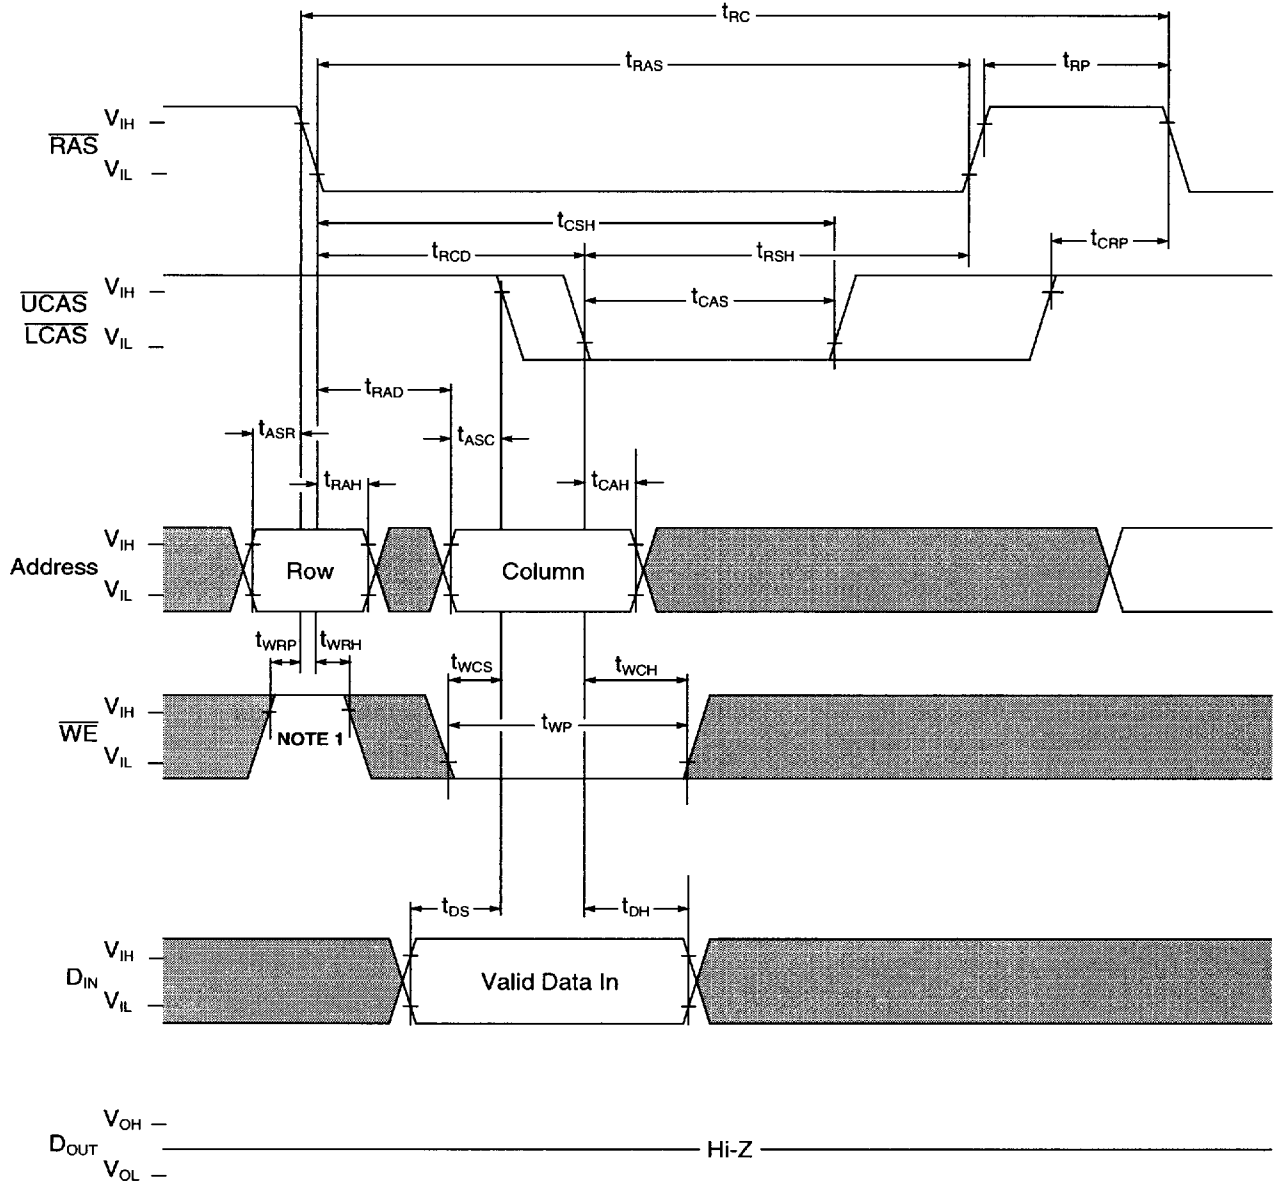 tRC
tRAS
tRP
RAS
VIH
VIL
tCSH
tRCD
tRSH
tCRP
UCAS
LCAS
VIH
VIL
tCAS
tRAD
tASR
tASC
tRAH
tCAH
Address
VIH
VIL
Row
Column
tWRP
tWRH
tWCS
tWCH
WE
VIH
VIL
NOTE 1
tWP
tDS
tDH
DIN
VIH
VIL
Valid Data In
DOUT
VOH
VOL
Hi-Z